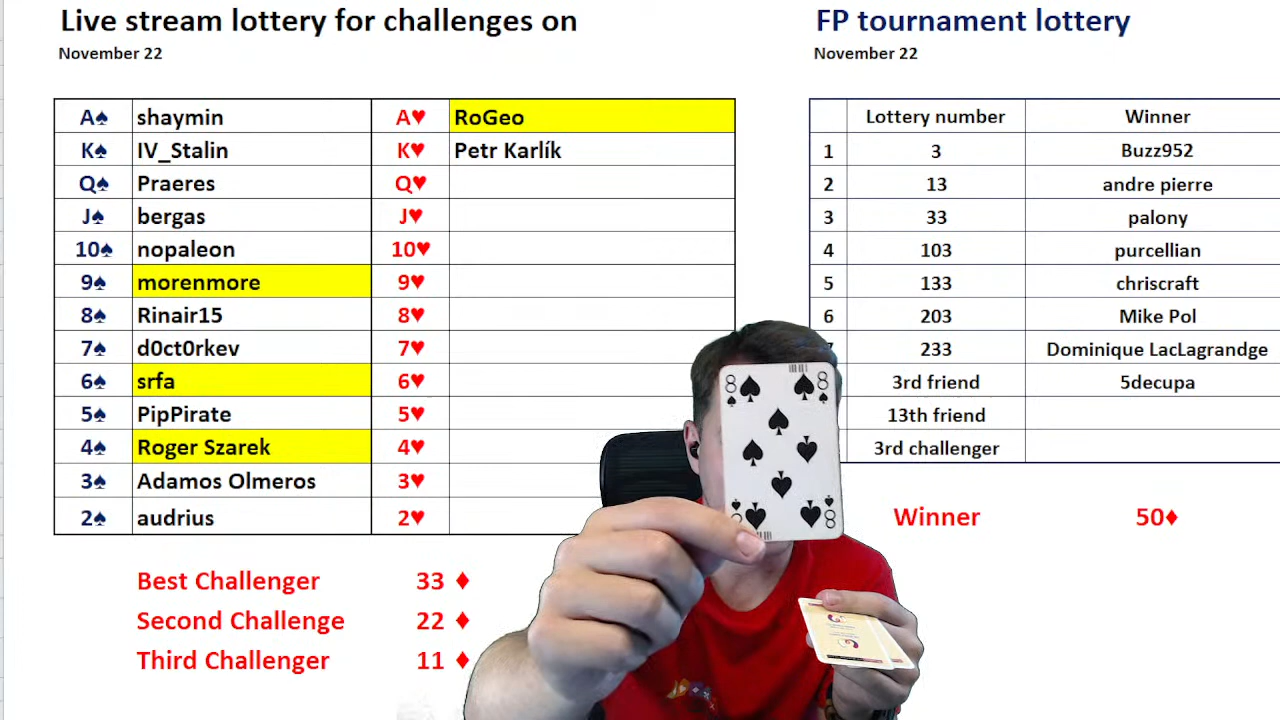 Live stream lottery for challenges on
November 22
A♠ shaymin A♥ RoGeo
K♠ IV_Stalin K♥ Petr Karlík
Q♠ Praeres Q♥
J♠ bergas J♥
10♠ nopaleon 10♥
9♠ morenmore 9♥
8♠ Rinair15 8♥
7♠ d0ct0rkev 7♥
6♠ srfa 6♥
5♠ PipPirate 5♥
4♠ Roger Szarek 4♥
3♠ Adamos Olmeros 3♥
2♠ audrius 2♥
Best Challenger 33 ♦
Second Challenge 22 ♦
Third Challenger 11 ♦
FP tournament lottery
November 22
Lottery number Winner
1 3 Buzz952
2 13 andre pierre
3 33 palony
4 103 purcellian
5 133 chriscraft
6 203 Mike Pol
233 Dominique LacLagrandge
3rd friend 5decupa
13th friend
3rd challenger
Winner 50♦
8 8
8